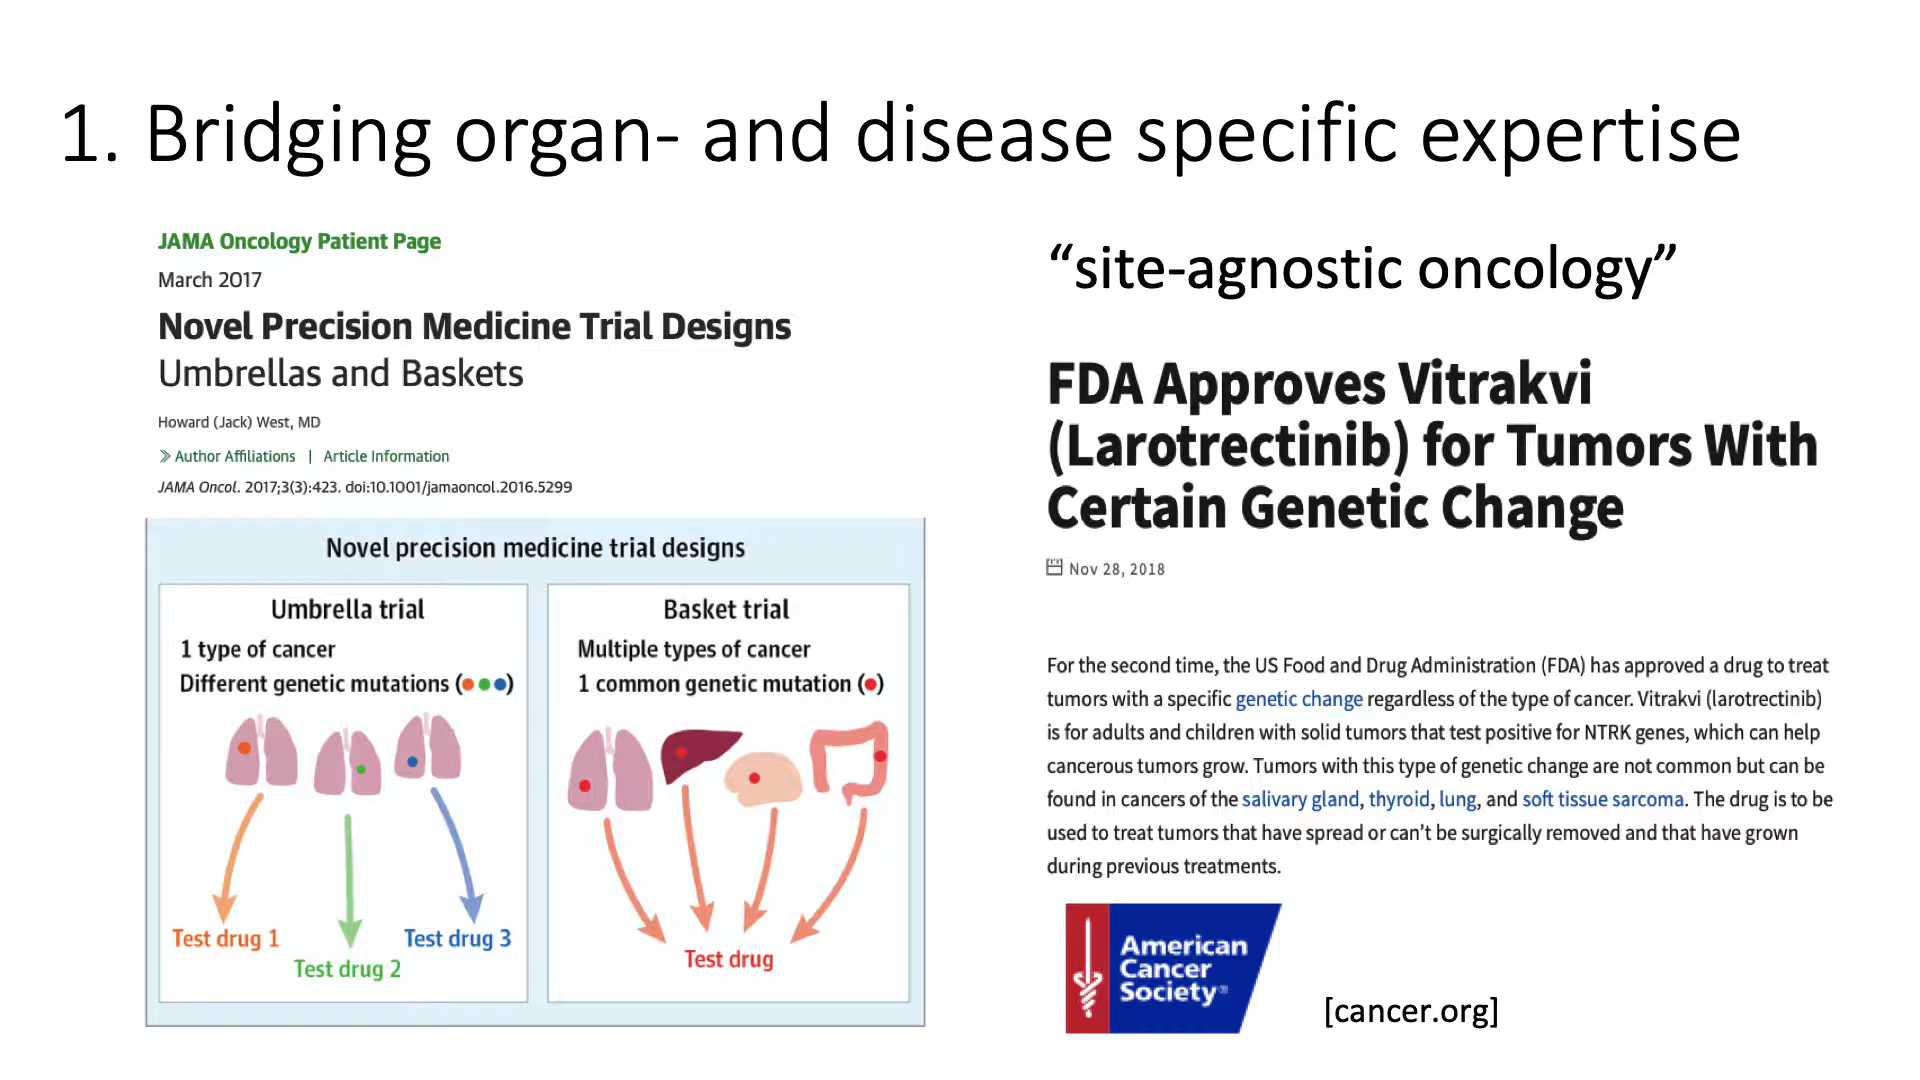 1. Bridging organ- and disease specific expertise
JAMA Oncology Patient Page
March 2017
Novel Precision Medicine Trial Designs
Umbrellas and Baskets
Howard (Jack) West, MD
Author Affiliations | Article Information
JAMA Oncol. 2017;3(3):423. doi:10.1001/jamaoncol.2016.5299
Novel precision medicine trial designs
Umbrella trial
1 type of cancer
Different genetic mutations ( )
Test drug 1
Test drug 2
Test drug 3
Basket trial
Multiple types of cancer
1 common genetic mutation ( )
Test drug
“site-agnostic oncology”
FDA Approves Vitrakvi
(Larotrectinib) for Tumors With
Certain Genetic Change
Nov 28, 2018
For the second time, the US Food and Drug Administration (FDA) has approved a drug to treat
tumors with a specific genetic change regardless of the type of cancer. Vitrakvi (larotrectinib)
is for adults and children with solid tumors that test positive for NTRK genes, which can help
cancerous tumors grow. Tumors with this type of genetic change are not common but can be
found in cancers of the salivary gland, thyroid, lung, and soft tissue sarcoma. The drug is to be
used to treat tumors that have spread or can’t be surgically removed and that have grown
during previous treatments.
American
Cancer
Society®
[cancer.org]